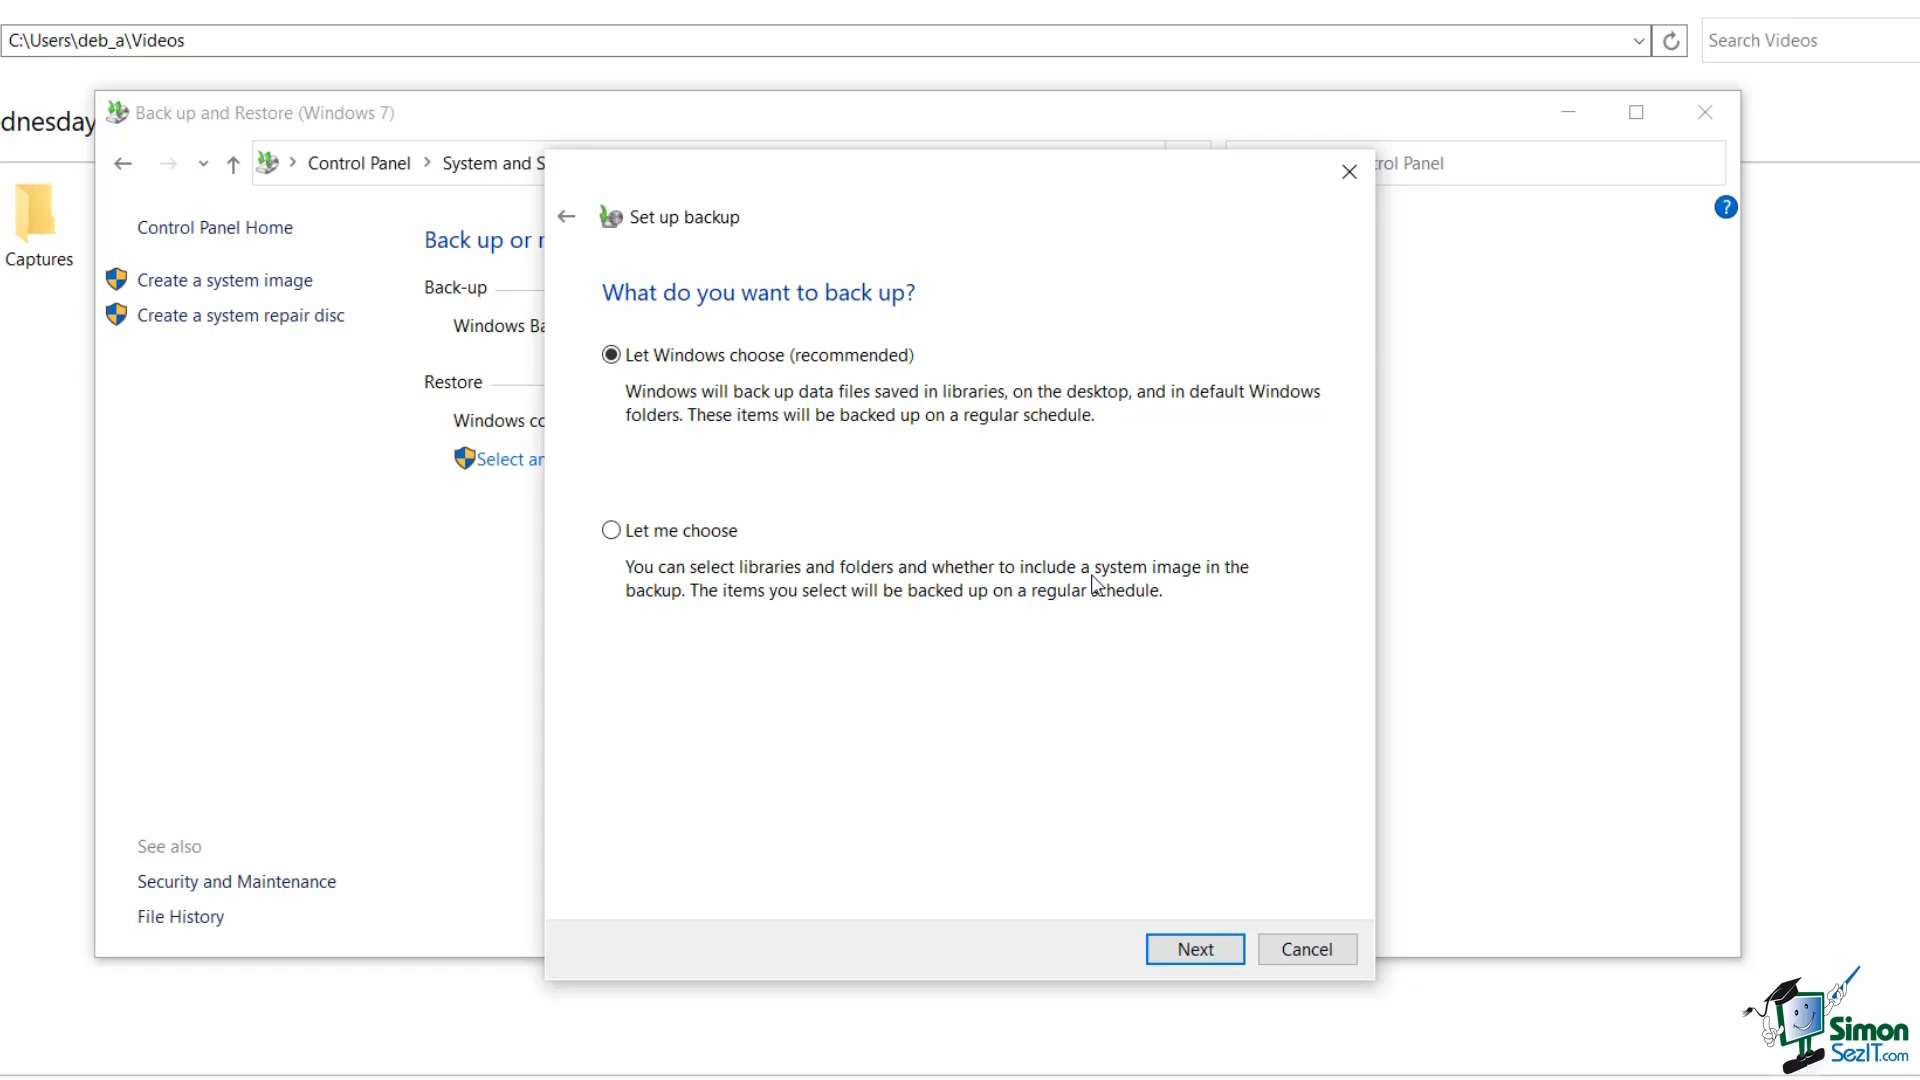 C:\Users\deb_a\Videos
Search Videos
dnesday
Captures
Back up and Restore (Windows 7)
Control Panel
System and S
rol Panel
Control Panel Home
Create a system image
Create a system repair disc
Back up or r
Back-up
Windows Ba
Restore
Windows co
Select an
See also
Security and Maintenance
File History
Set up backup
What do you want to back up?
Let Windows choose (recommended)
Windows will back up data files saved in libraries, on the desktop, and in default Windows
folders. These items will be backed up on a regular schedule.
Let me choose
You can select libraries and folders and whether to include a system image in the
backup. The items you select will be backed up on a regular schedule.
Next
Cancel
?
Simon
SezIT.com